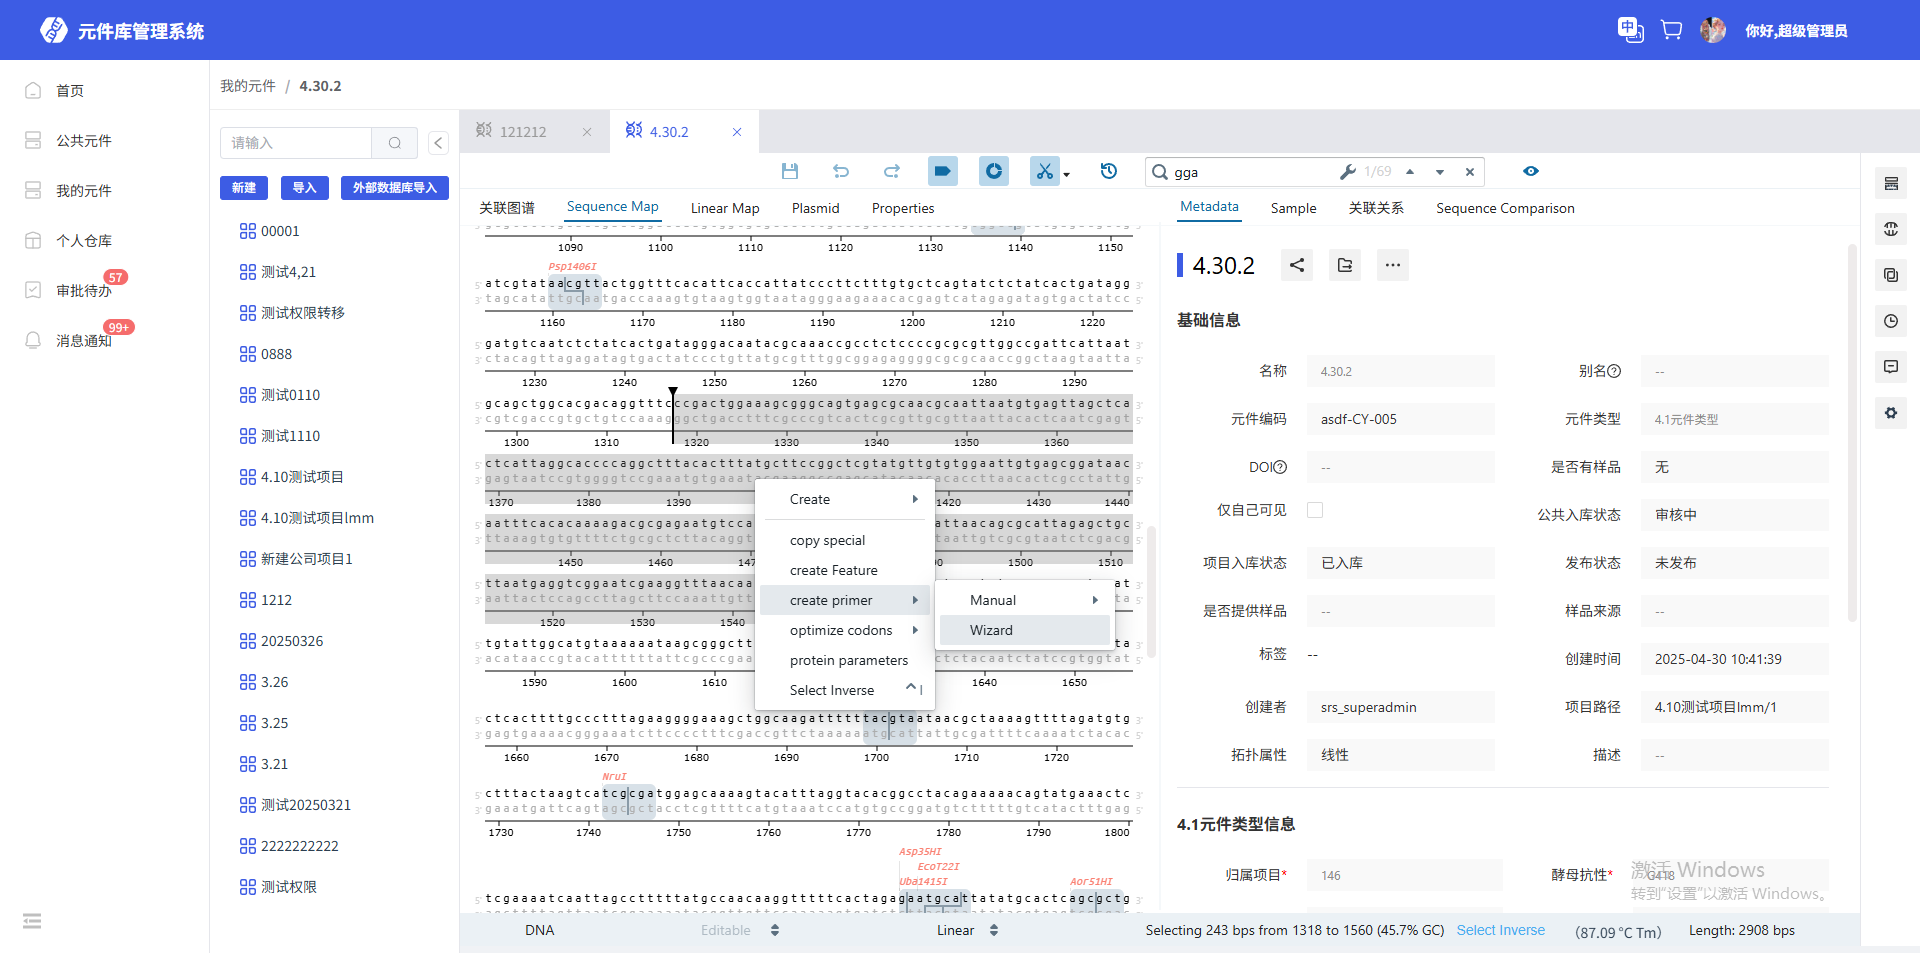 元件库管理系统
中
你好,超级管理员
首页
公共元件
我的元件
个人仓库
审批待办
57
消息通知
99+
我的元件 / 4.30.2
请输入
新建
导入
外部数据库导入
00001
测试4,21
测试权限转移
0888
测试0110
测试1110
4.10测试项目
4.10测试项目lmm
新建公司项目1
1212
20250326
3.26
3.25
3.21
测试20250321
2222222222
测试权限
121212
4.30.2
gga
1/69
关联图谱
Sequence Map
Linear Map
Plasmid
Properties
1090 1100 1110 1120 1130 1140 1150
Psp1406I
atcgtataacgttactggtttcacattcaccattatcccttctttgtgctcagtatctctatcactgatagg
tagcatattgcaatgaccaaagtgtaagtggtaatagggaagaaacacgagtcatagagatagtgactatcc
1160 1170 1180 1190 1200 1210 1220
gatgtcaatctctatcactgatagggacaatacgcaaaccgcctctccccgcgcgttggccgattcattaat
ctacagttagagatagtgactatccctgttatgcgtttggcggagaggggcgcgcaaccggctaagtaatta
1230 1240 1250 1260 1270 1280 1290
gcagctggcacgacaggtttcccgactggaaagcgggcagtgagcgcaacgcaattaatgtgagttagctca
cgtcgaccgtgctgtccaaagggctgacctttcgcccgtcactcgcgttgcgttaattacactcaatcgagt
1300 1310 1320 1330 1340 1350 1360
ctcattaggcaccccaggctttacactttatgcttccggctcgtatgttgtgtggaattgtgagcggataac
1370 1380 1390 1420 1430 1440
aatttcacacaaaagacgcgagaatgtcca attaacagcgcattagagctgc
ttaaagtgtgttttctgcgctcttacaggt taattgtcgcgtaatctcgacg
1450 1460 1500 1510
ttaatgaggtcggaatcgaaggtttaacaa
aattactccagccttagcttccaaattgtt
1520 1530 1540
tgtattggcatgataaaaataagcgggctt
acataaccgtactatttttattcgcccgaa
1590 1600 1610 1640 1650
ctcacttttgccctttagaaggggaaagctggcaagatttttttacgtaataacgctaaaagttttagatgtg
gagtgaaaacgggaaatcttcccctttcgaccgttctaaaaaaatgcattattgcgattttcaaaatctacac
1660 1670 1680 1690 1700 1710 1720
NruI
ctttactaagtcatcgcgatggagcaaaagtacatttaggtacacggcctacagaaaaacagtatgaaactc
gaaatgattcagtagcgctacctcgttttcatgtaaatccatgtgccggatgtctttttgtcatactttgag
1730 1740 1750 1760 1770 1780 1790 1800
Asp35HI
EcoT22I
Uba1415I
Aor51HI
tcgaaaatcaattagcctttttatgccaacaaggtttttcactagagaatgcattatatgcactcagcgctg
Create
copy special
create Feature
create primer
optimize codons
protein parameters
Select Inverse ^ I
Manual
Wizard
DNA
Editable
Linear
Selecting 243 bps from 1318 to 1560 (45.7% GC)
Select Inverse
(87.09 °C Tm)
Length: 2908 bps
Metadata
Sample
关联关系
Sequence Comparison
4.30.2
基础信息
名称 4.30.2
别名 --
元件编码 asdf-CY-005
元件类型 4.1元件类型
DOI --
是否有样品 无
仅自己可见
公共入库状态 审核中
项目入库状态 已入库
发布状态 未发布
是否提供样品 --
样品来源 --
标签 --
创建时间 2025-04-30 10:41:39
创建者 srs_superadmin
项目路径 4.10测试项目lmm/1
拓扑属性 线性
描述 --
4.1元件类型信息
归属项目* 146
酵母抗性* G418
激活 Windows
转到“设置”以激活 Windows。